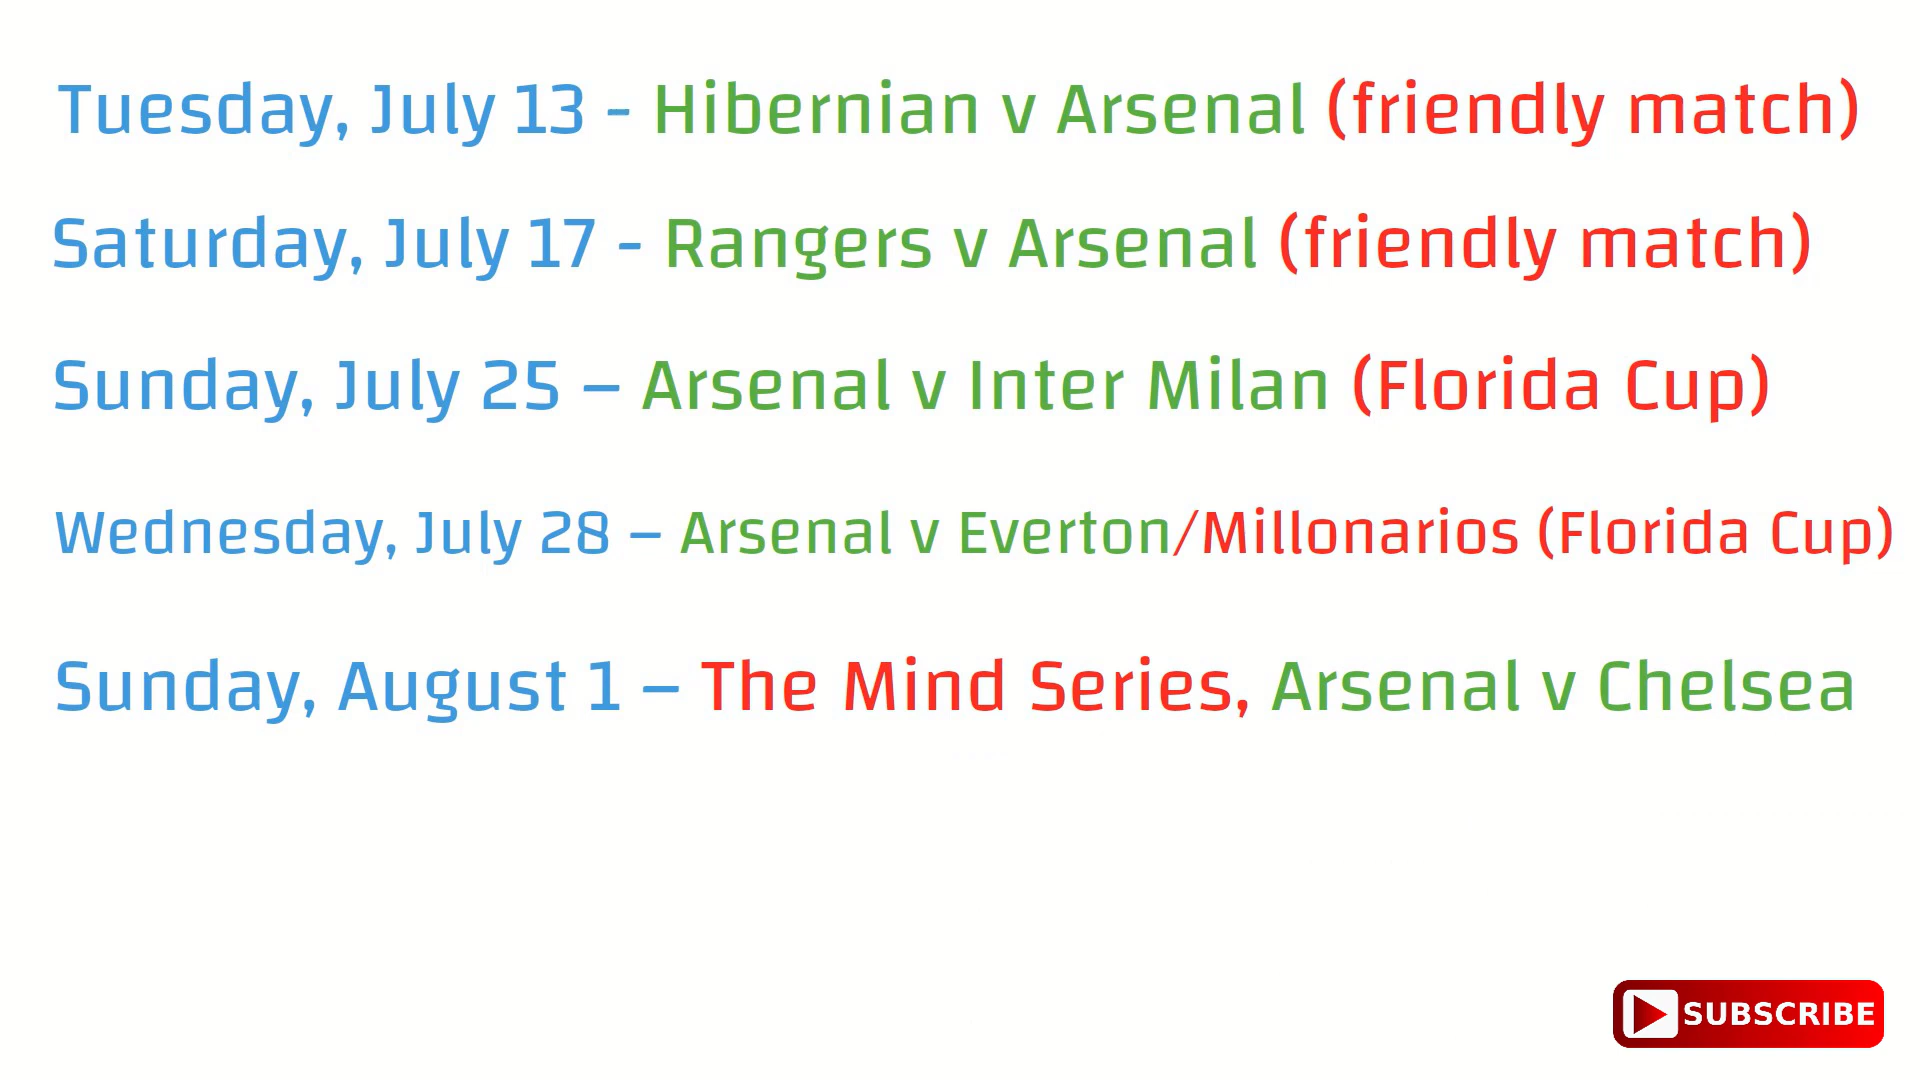 Tuesday, July 13 - Hibernian v Arsenal (friendly match)
Saturday, July 17 - Rangers v Arsenal (friendly match)
Sunday, July 25 – Arsenal v Inter Milan (Florida Cup)
Wednesday, July 28 – Arsenal v Everton/Millonarios (Florida Cup)
Sunday, August 1 – The Mind Series, Arsenal v Chelsea
SUBSCRIBE